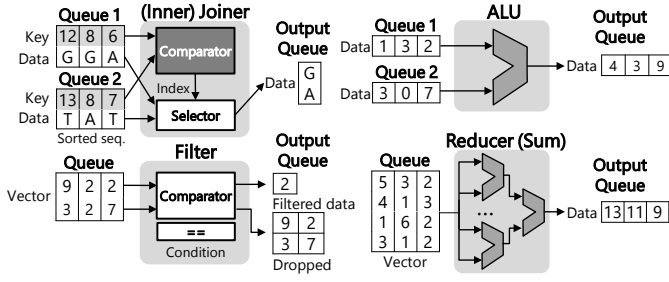 (Inner) Joiner
Queue 1
Key 12 8 6
Data G G A
Queue 2
Key 13 8 7
Data T A T
Sorted seq.
Comparator
Index
Selector
Output
Queue
Data G
A
ALU
Queue 1
Data 1 3 2
Queue 2
Data 3 0 7
Output
Queue
Data 4 3 9
Filter
Queue
Vector
9 2 2
3 2 7
Comparator
==
Condition
Output
Queue
2
Filtered data
9 2
3 7
Dropped
Reducer (Sum)
Queue
5 3 2
4 1 3
1 6 2
3 1 2
Vector
...
Output
Queue
Data 13 11 9